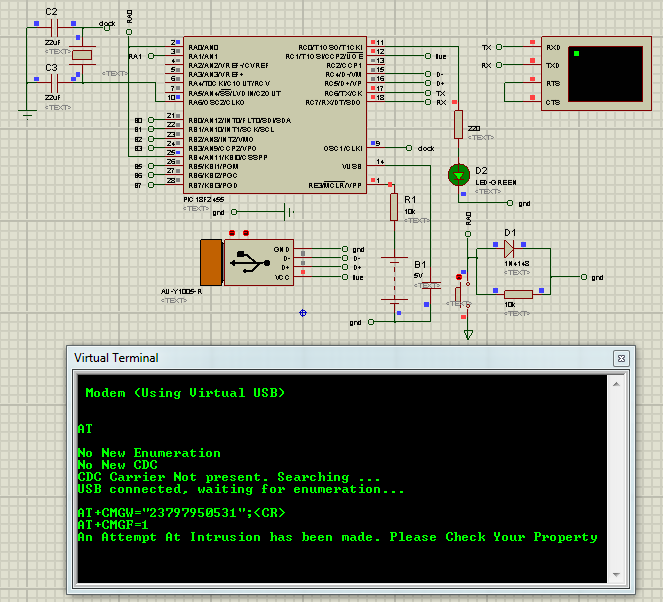 C2
22uF
<TEXT>
clock
RA0
RA1
C3
22uF
<TEXT>
RA0/AN0
RA1/AN1
RA2/AN2/VREF-/CVREF
RA3/AN3/VREF+
RA4/T0CKI/C1OUT/RCV
RA5/AN4/SS/LVDIN/C2OUT
RA6/OSC2/CLKO
2
3
4
5
6
7
10
B0
B1
B2
B3
B5
B6
B7
21
22
23
24
25
26
27
28
RB0/AN12/INT0/FLT0/SDI/SDA
RB1/AN10/INT1/SCK/SCL
RB2/AN8/INT2/VMO
RB3/AN9/CCP2/VPO
RB4/AN11/KBI0/CSSPP
RB5/KBI1/PGM
RB6/KBI2/PGC
RB7/KBI3/PGD
RC0/T1OSO/T1CKI
RC1/T1OSI/CCP2/UOE
RC2/CCP1
RC4/D-/VM
RC5/D+/VP
RC6/TX/CK
RC7/RX/DT/SDO
11
12
13
15
16
17
18
D-
D+
TX
RX
OSC1/CLKI
9
clock
VUSB
14
RE3/MCLR/VPP
1
PIC18F2455
<TEXT>
gnd
TX
RX
RXD
TXD
RTS
CTS
220
<TEXT>
D2
LED-GREEN
<TEXT>
gnd
R1
10k
<TEXT>
GND
D-
D+
VCC
gnd
D-
D+
AU-Y1005-R
<TEXT>
B1
5V
<TEXT>
gnd
RA0
<TEXT>
D1
1N4148
<TEXT>
gnd
10k
<TEXT>
Virtual Terminal
Modem (Using Virtual USB)
AT
No New Enumeration
No New CDC
CDC Carrier Not present. Searching ...
USB connected, waiting for enumeration...
AT+CMGW="23797950531";<CR>
AT+CMGF=1
An Attempt At Intrusion has been made. Please Check Your Property